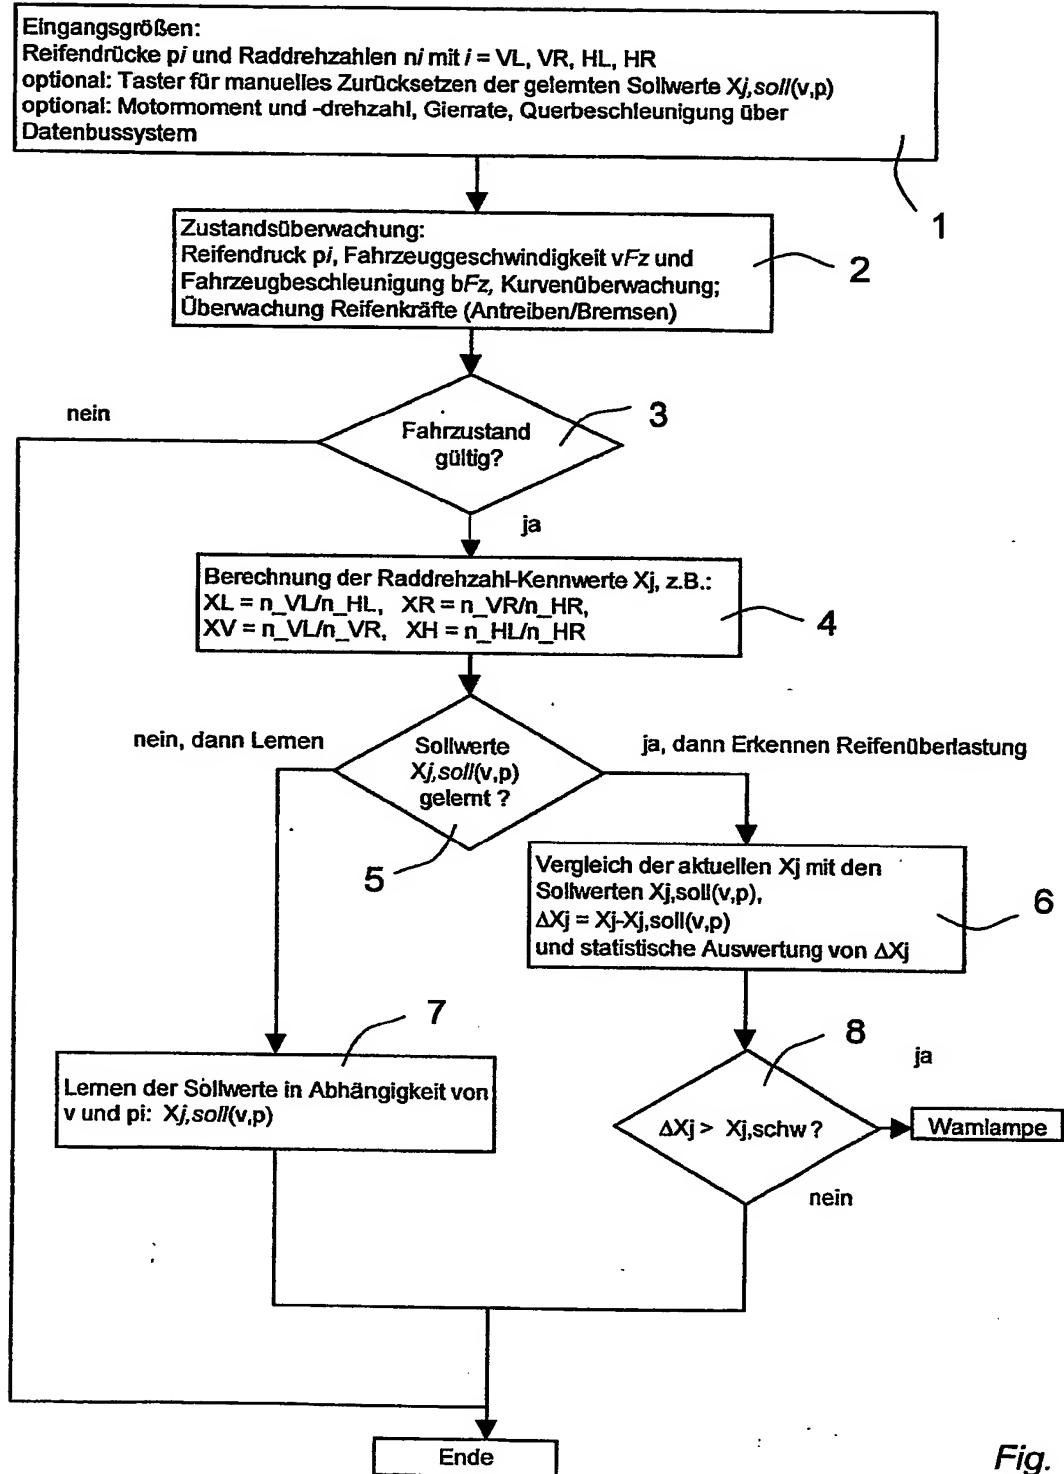 Eingangsgrößen:
Reifendrücke pi und Raddrehzahlen ni mit i = VL, VR, HL, HR
optional: Taster für manuelles Zurücksetzen der gelernten Sollwerte Xj,soll(v,p)
optional: Motormoment und -drehzahl, Gierrate, Querbeschleunigung über
Datenbussystem
1
Zustandsüberwachung:
Reifendruck pi, Fahrzeuggeschwindigkeit vFz und
Fahrzeugbeschleunigung bFz, Kurvenüberwachung;
Überwachung Reifenkräfte (Antreiben/Bremsen)
2
nein
Fahrzustand
gültig?
3
ja
Berechnung der Raddrehzahl-Kennwerte Xj, z.B.:
XL = n_VL/n_HL, XR = n_VR/n_HR,
XV = n_VL/n_VR, XH = n_HL/n_HR
4
nein, dann Lernen
Sollwerte
Xj,soll(v,p)
gelernt ?
ja, dann Erkennen Reifenüberlastung
5
Vergleich der aktuellen Xj mit den
Sollwerten Xj,soll(v,p),
ΔXj = Xj-Xj,soll(v,p)
und statistische Auswertung von ΔXj
6
7
Lernen der Sollwerte in Abhängigkeit von
v und pi: Xj,soll(v,p)
8
ja
ΔXj > Xj,schw ?
Warnlampe
nein
Ende
Fig.